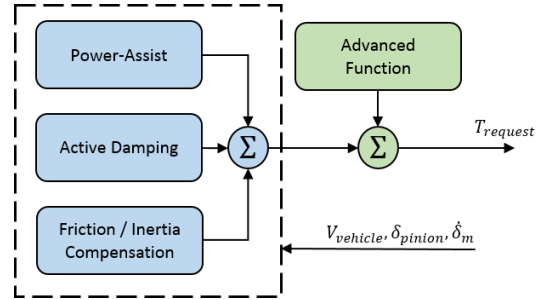 Power-Assist
Advanced
Function
Active Damping
Σ
Σ
T_request
Friction / Inertia
Compensation
V_vehicle, δ_pinion, δ̇_m